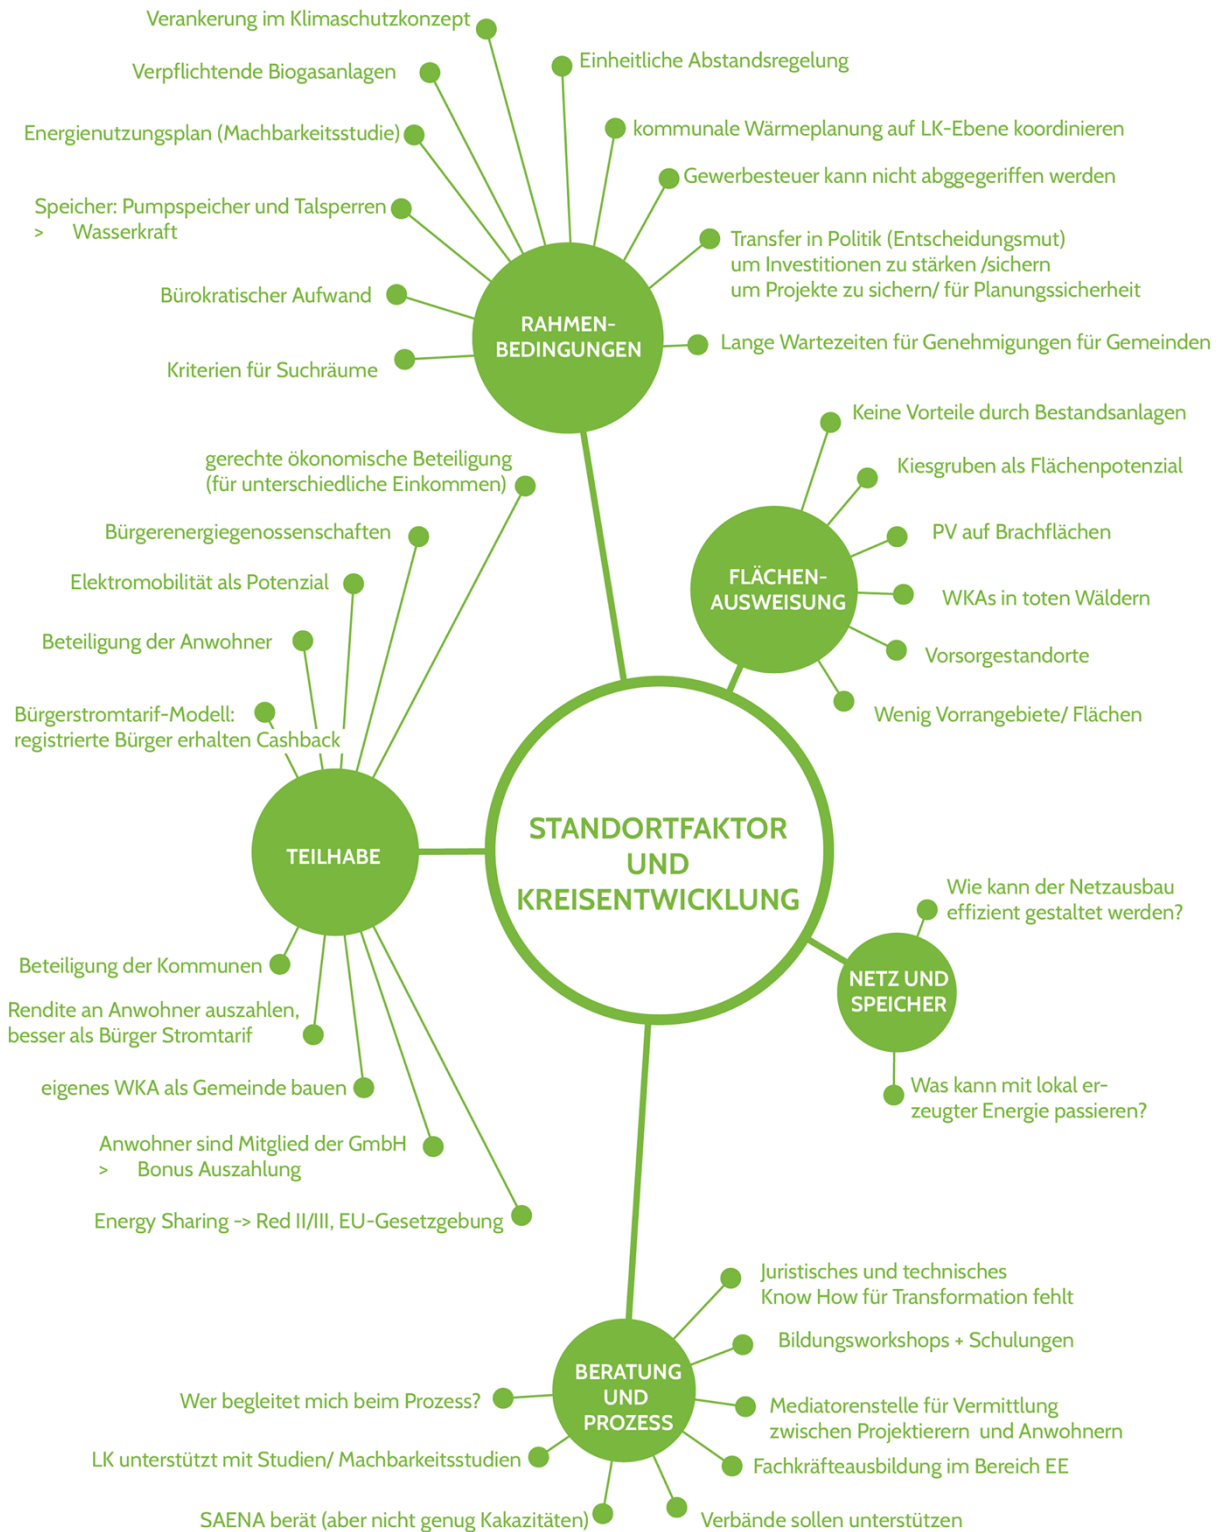 Verankerung im Klimaschutzkonzept
Verpflichtende Biogasanlagen
Energienutzungsplan (Machbarkeitsstudie)
Speicher: Pumpspeicher und Talsperren
> Wasserkraft
Bürokratischer Aufwand
Kriterien für Suchräume
Einheitliche Abstandsregelung
kommunale Wärmeplanung auf LK-Ebene koordinieren
Gewerbesteuer kann nicht abggegeriffen werden
Transfer in Politik (Entscheidungsmut)
um Investitionen zu stärken /sichern
um Projekte zu sichern/ für Planungssicherheit
Lange Wartezeiten für Genehmigungen für Gemeinden
RAHMEN-
BEDINGUNGEN
Keine Vorteile durch Bestandsanlagen
Kiesgruben als Flächenpotenzial
PV auf Brachflächen
WKAs in toten Wäldern
Vorsorgestandorte
Wenig Vorrangebiete/ Flächen
FLÄCHEN-
AUSWEISUNG
gerechte ökonomische Beteiligung
(für unterschiedliche Einkommen)
Bürgerenergiegenossenschaften
Elektromobilität als Potenzial
Beteiligung der Anwohner
Bürgerstromtarif-Modell:
registrierte Bürger erhalten Cashback
TEILHABE
STANDORTFAKTOR
UND
KREISENTWICKLUNG
Beteiligung der Kommunen
Rendite an Anwohner auszahlen,
besser als Bürger Stromtarif
eigenes WKA als Gemeinde bauen
Anwohner sind Mitglied der GmbH
> Bonus Auszahlung
Energy Sharing -> Red II/III, EU-Gesetzgebung
Wie kann der Netzausbau
effizient gestaltet werden?
NETZ UND
SPEICHER
Was kann mit lokal er-
zeugter Energie passieren?
Juristisches und technisches
Know How für Transformation fehlt
Bildungsworkshops + Schulungen
Mediatorenstelle für Vermittlung
zwischen Projektierern und Anwohnern
Fachkräfteausbildung im Bereich EE
Verbände sollen unterstützen
BERATUNG
UND
PROZESS
Wer begleitet mich beim Prozess?
LK unterstützt mit Studien/ Machbarkeitsstudien
SAENA berät (aber nicht genug Kakazitäten)